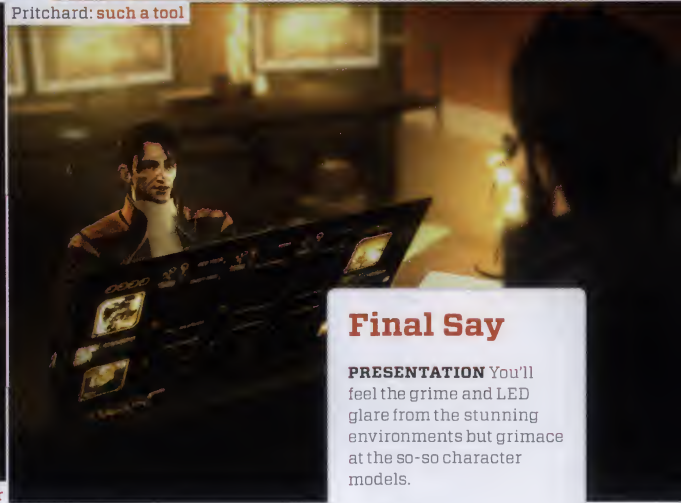 Pritchard: such a tool
Final Say
PRESENTATION You'll
feel the grime and LED
glare from the stunning
environments but grimace
at the so-so character
models.